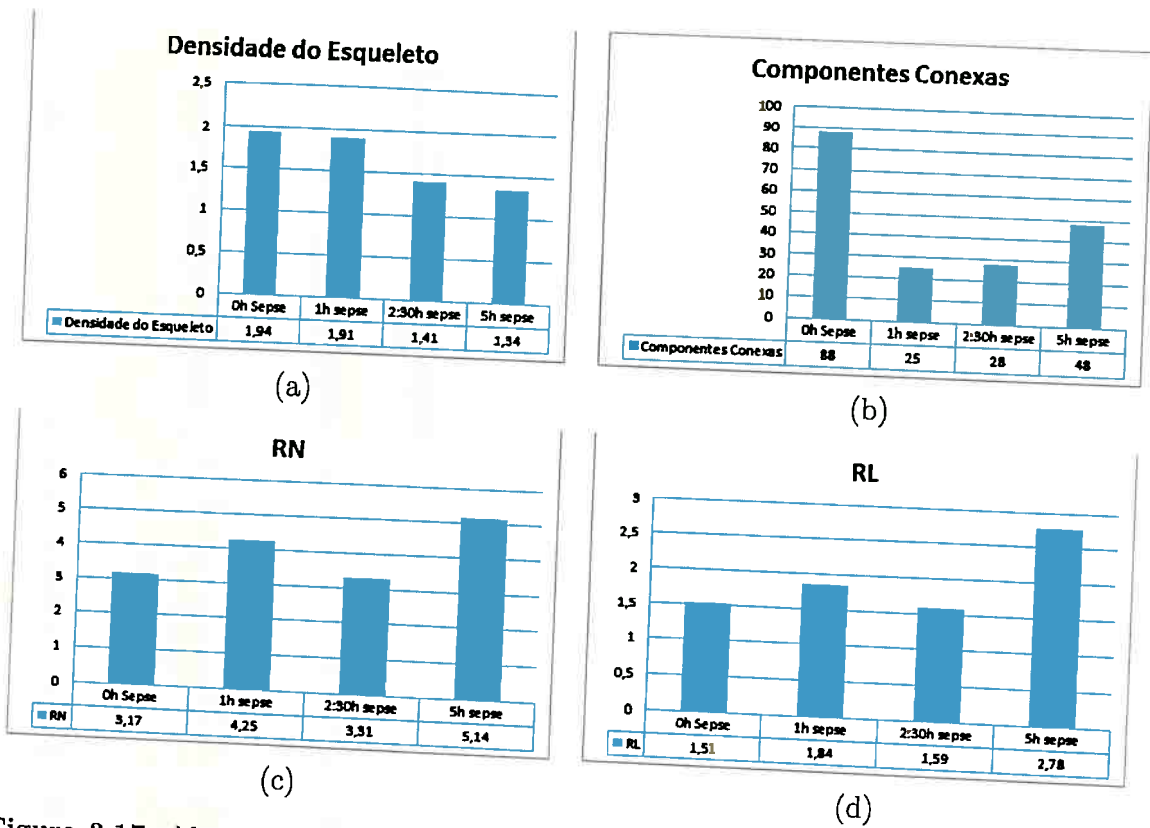 Densidade do Esqueleto
2,5
2
1,5
1
0,5
0
0h Sepse 1h sepse 2:30h sepse 5h sepse
Densidade do Esqueleto 1,94 1,91 1,41 1,34
(a)
Componentes Conexas
100
90
80
70
60
50
40
30
20
10
0
0h Sepse 1h sepse 2:30h sepse 5h sepse
Componentes Conexas 88 25 28 48
(b)
RN
6
5
4
3
2
1
0
0h Sepse 1h sepse 2:30h sepse 5h sepse
RN 3,17 4,25 3,31 5,14
(c)
RL
3
2,5
2
1,5
1
0,5
0
0h Sepse 1h sepse 2:30h sepse 5h sepse
RL 1,51 1,84 1,59 2,78
(d)